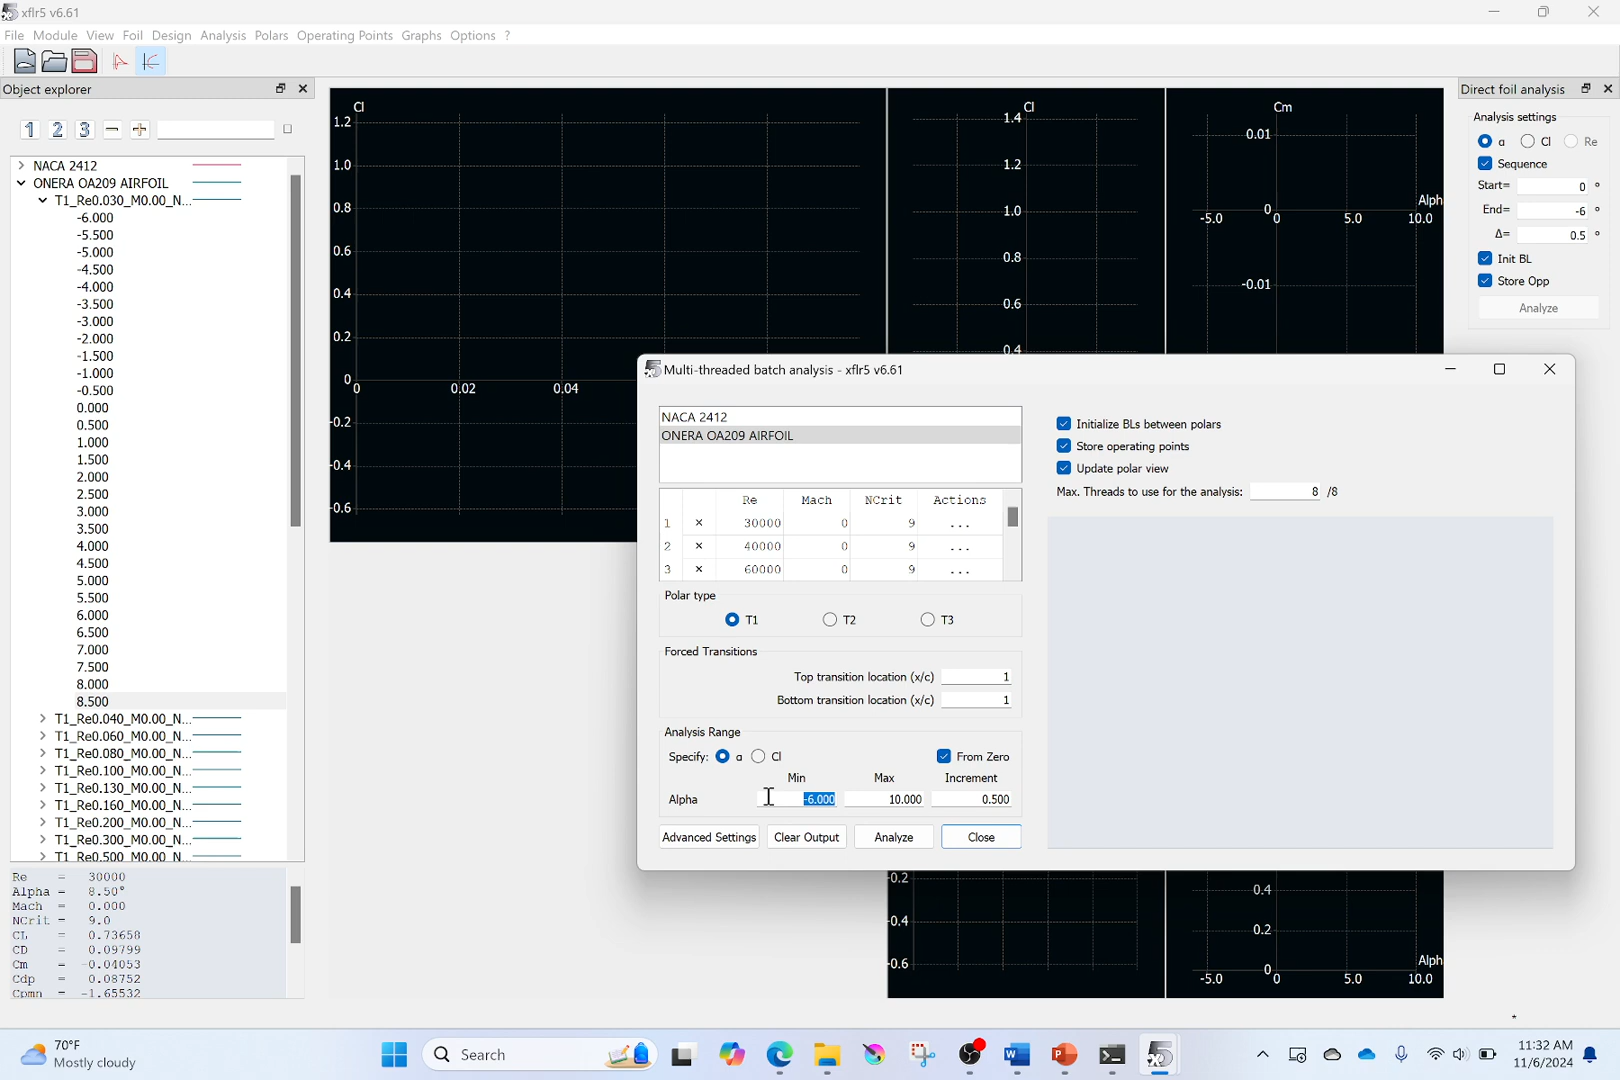 xflr5 v6.61
File Module View Foil Design Analysis Polars Operating Points Graphs Options ?
Object explorer
1 2 3
NACA 2412
ONERA OA209 AIRFOIL
T1_Re0.030_M0.00_N...
-6.000
-5.500
-5.000
-4.500
-4.000
-3.500
-3.000
-2.000
-1.500
-1.000
-0.500
0.000
0.500
1.000
1.500
2.000
2.500
3.000
3.500
4.000
4.500
5.000
5.500
6.000
6.500
7.000
7.500
8.000
8.500
T1_Re0.040_M0.00_N...
T1_Re0.060_M0.00_N...
T1_Re0.080_M0.00_N...
T1_Re0.100_M0.00_N...
T1_Re0.130_M0.00_N...
T1_Re0.160_M0.00_N...
T1_Re0.200_M0.00_N...
T1_Re0.300_M0.00_N...
T1_Re0.500_M0.00_N...
Re = 30000
Alpha = 8.50°
Mach = 0.000
NCrit = 9.0
CL = 0.73658
CD = 0.09799
Cm = -0.04053
Cdp = 0.08752
Cpmn = -1.65532
Cl
1.2
1.0
0.8
0.6
0.4
0.2
0
0 0.02 0.04
-0.2
-0.4
-0.6
Cl
1.4
1.2
1.0
0.8
0.6
0.4
Cm
0.01
Alph
0
-5.0 0 5.0 10.0
-0.01
Direct foil analysis
Analysis settings
α Cl Re
Sequence
Start= 0 °
End= -6 °
Δ= 0.5 °
Init BL
Store Opp
Analyze
Multi-threaded batch analysis - xflr5 v6.61
NACA 2412
ONERA OA209 AIRFOIL
Re Mach NCrit Actions
1 × 30000 0 9 ...
2 × 40000 0 9 ...
3 × 60000 0 9 ...
Polar type
T1 T2 T3
Forced Transitions
Top transition location (x/c) 1
Bottom transition location (x/c) 1
Analysis Range
Specify: α Cl From Zero
Min Max Increment
Alpha -6.000 10.000 0.500
Advanced Settings Clear Output Analyze Close
Initialize BLs between polars
Store operating points
Update polar view
Max. Threads to use for the analysis: 8 /8
-0.2
-0.4
-0.6
0.4
0.2
Alph
0
-5.0 0 5.0 10.0
*
70°F
Mostly cloudy
Search
11:32 AM
11/6/2024